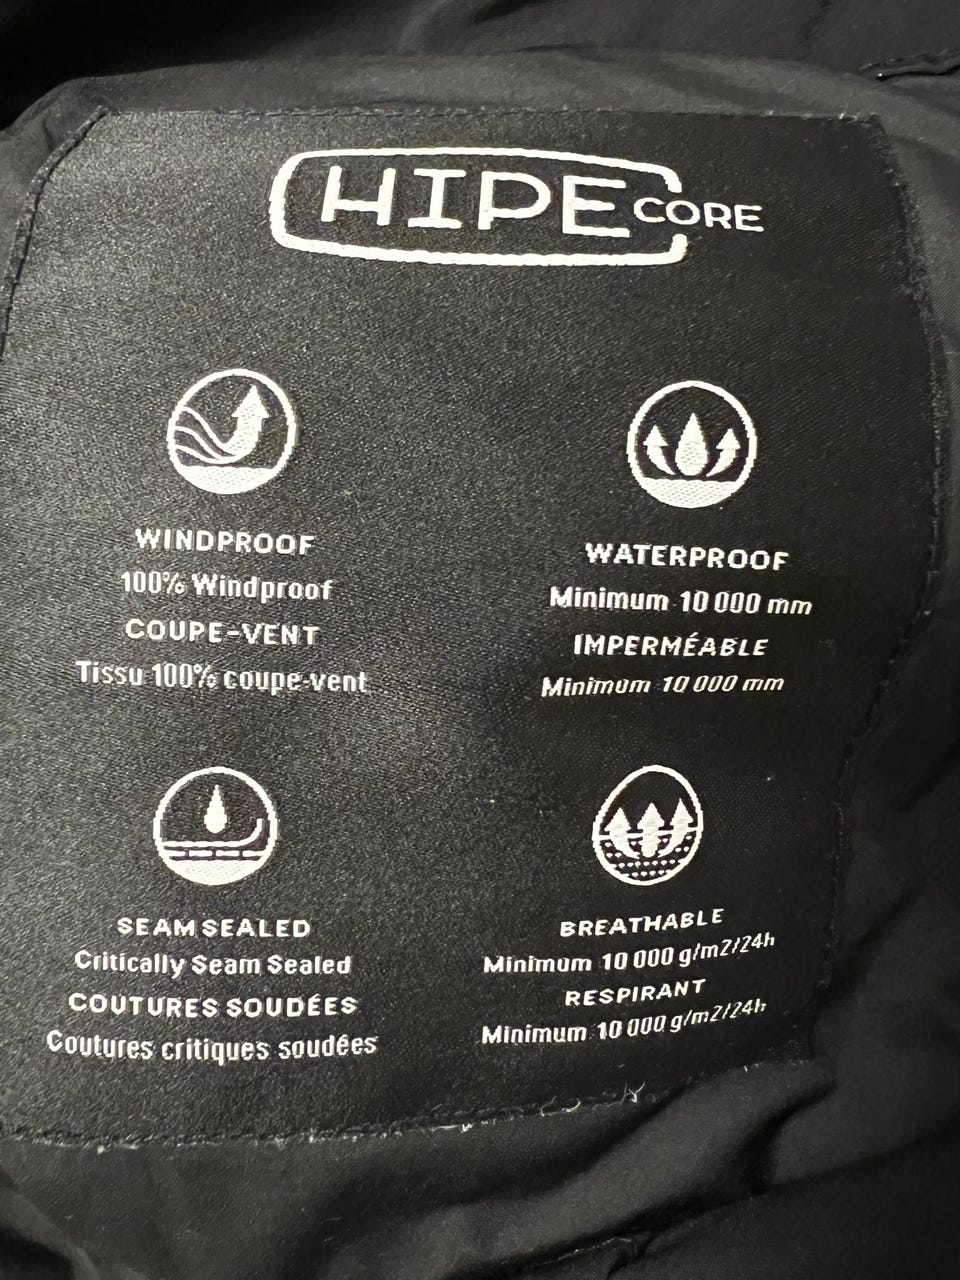 HIPE CORE
WINDPROOF
100% Windproof
COUPE-VENT
Tissu 100% coupe-vent
WATERPROOF
Minimum 10 000 mm
IMPERMÉABLE
Minimum 10 000 mm
SEAM SEALED
Critically Seam Sealed
COUTURES SOUDÉES
Coutures critiques soudées
BREATHABLE
Minimum 10 000 g/m2/24h
RESPIRANT
Minimum 10 000 g/m2/24h